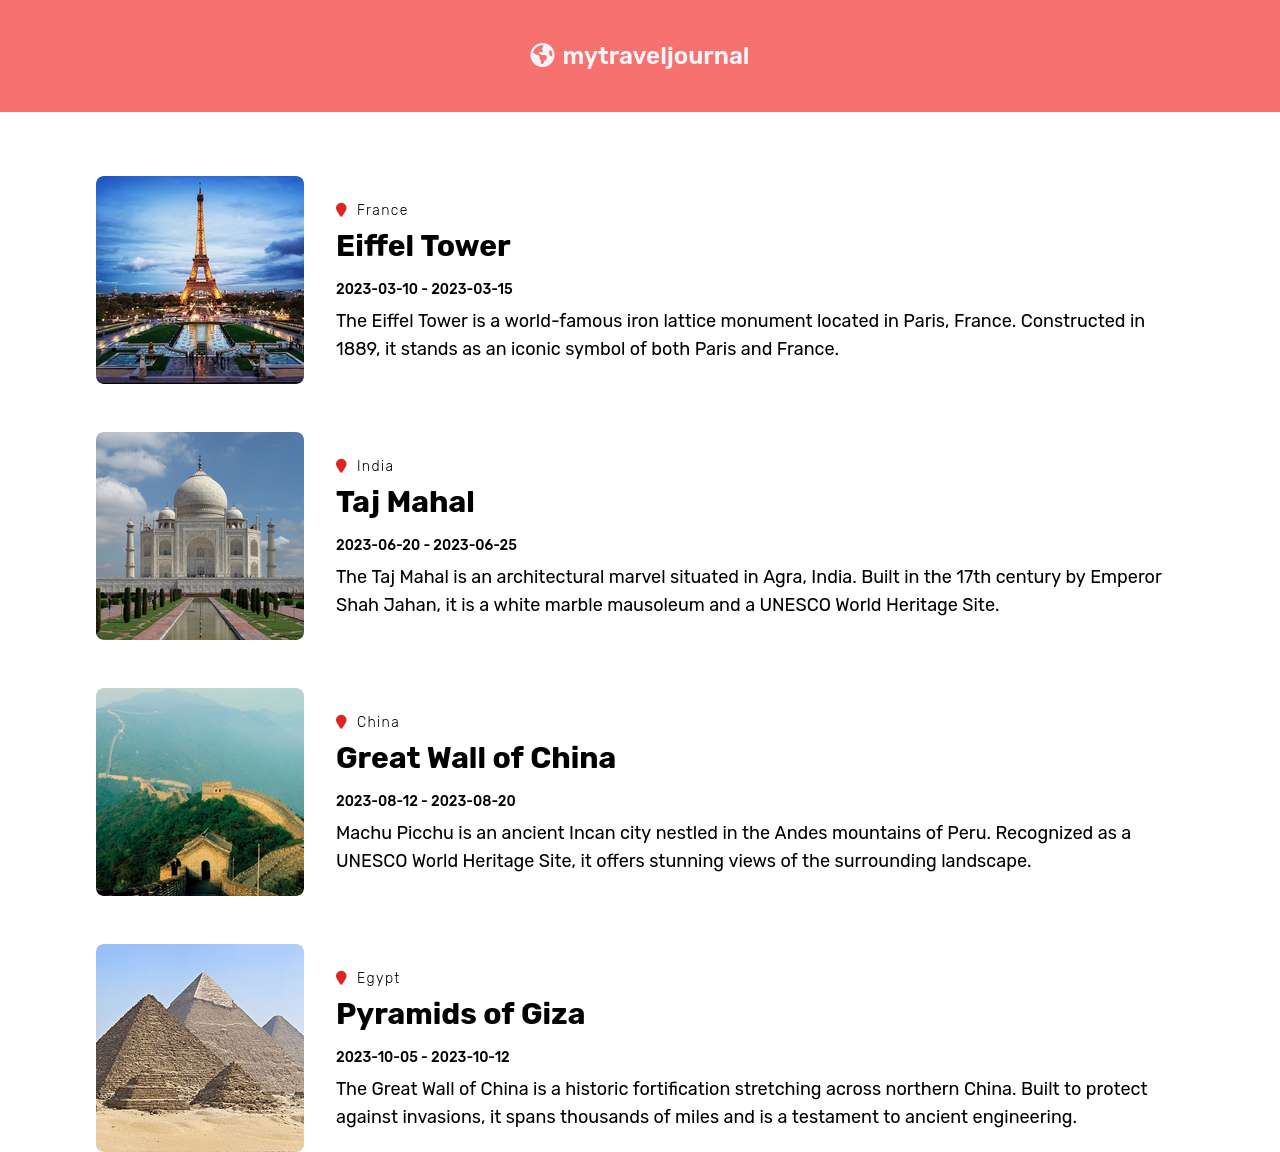 mytraveljournal
France
Eiffel Tower
2023-03-10 - 2023-03-15
The Eiffel Tower is a world-famous iron lattice monument located in Paris, France. Constructed in
1889, it stands as an iconic symbol of both Paris and France.
India
Taj Mahal
2023-06-20 - 2023-06-25
The Taj Mahal is an architectural marvel situated in Agra, India. Built in the 17th century by Emperor
Shah Jahan, it is a white marble mausoleum and a UNESCO World Heritage Site.
China
Great Wall of China
2023-08-12 - 2023-08-20
Machu Picchu is an ancient Incan city nestled in the Andes mountains of Peru. Recognized as a
UNESCO World Heritage Site, it offers stunning views of the surrounding landscape.
Egypt
Pyramids of Giza
2023-10-05 - 2023-10-12
The Great Wall of China is a historic fortification stretching across northern China. Built to protect
against invasions, it spans thousands of miles and is a testament to ancient engineering.